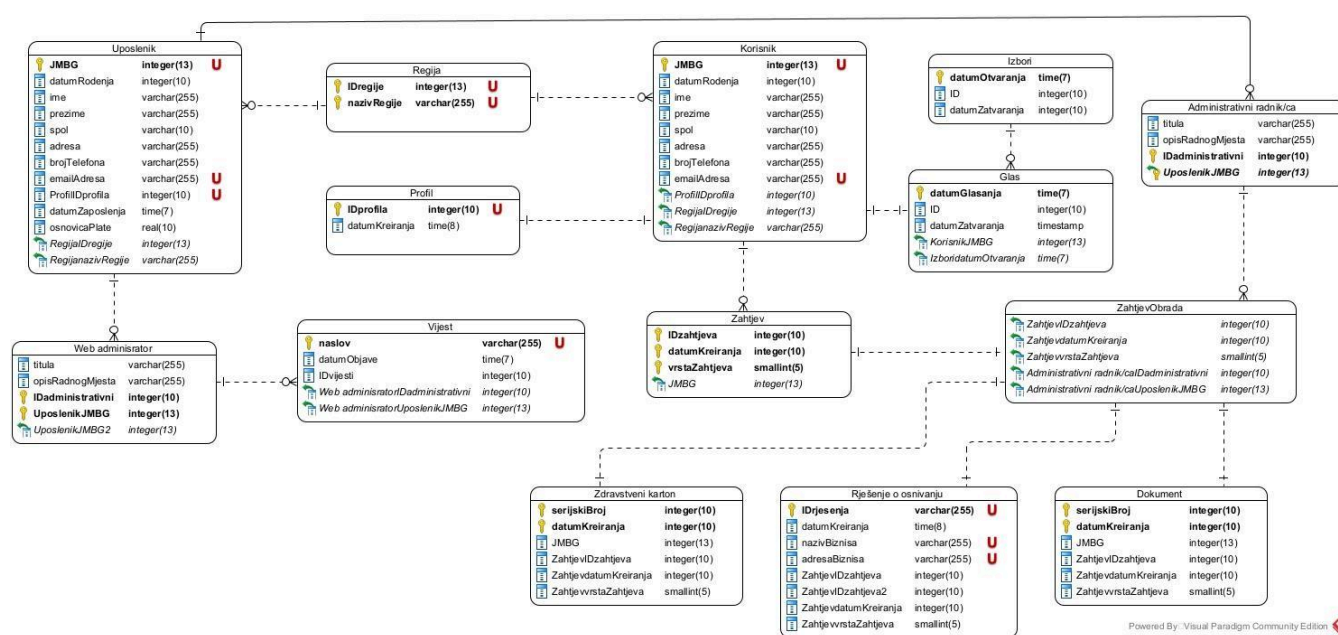 Uposlenik
JMBG integer(13) U
datumRodenja integer(10)
ime varchar(255)
prezime varchar(255)
spol varchar(10)
adresa varchar(255)
brojTelefona varchar(255)
emailAdresa varchar(255) U
ProfilIDprofila integer(10) U
datumZaposlenja time(7)
osnovicaPlate real(10)
RegijaIDregije integer(13)
RegijanazivRegije varchar(255)
Regija
IDregije integer(13) U
nazivRegije varchar(255) U
Profil
IDprofila integer(10) U
datumKreiranja time(8)
Korisnik
JMBG integer(13) U
datumRodenja integer(10)
ime varchar(255)
prezime varchar(255)
spol varchar(10)
adresa varchar(255)
brojTelefona varchar(255)
emailAdresa varchar(255) U
ProfilIDprofila integer(10)
RegijaIDregije integer(13)
RegijanazivRegije varchar(255)
Izbori
datumOtvaranja time(7)
ID integer(10)
datumZatvaranja integer(10)
Glas
datumGlasanja time(7)
ID integer(10)
datumZatvaranja timestamp
KorisnikJMBG integer(13)
IzboridatumOtvaranja time(7)
Administrativni radnik/ca
titula varchar(255)
opisRadnogMjesta varchar(255)
IDadministrativni integer(10)
UposlenikJMBG integer(13)
Web adminisrator
titula varchar(255)
opisRadnogMjesta varchar(255)
IDadministrativni integer(10)
UposlenikJMBG integer(13)
UposlenikJMBG2 integer(13)
Vijest
naslov varchar(255) U
datumObjave time(7)
IDvijesti integer(10)
Web adminisratorIDadministrativni integer(10)
Web adminisratorUposlenikJMBG integer(13)
Zahtjev
IDzahtjeva integer(10)
datumKreiranja integer(10)
vrstaZahtjeva smallint(5)
JMBG integer(13)
ZahtjevObrada
ZahtjevIDzahtjeva integer(10)
ZahtjevdatumKreiranja integer(10)
ZahtjevvrstaZahtjeva smallint(5)
Administrativni radnik/caIDadministrativni integer(10)
Administrativni radnik/caUposlenikJMBG integer(13)
Zdravstveni karton
serijskiBroj integer(10)
datumKreiranja integer(10)
JMBG integer(13)
ZahtjevIDzahtjeva integer(10)
ZahtjevdatumKreiranja integer(10)
ZahtjevvrstaZahtjeva smallint(5)
Rješenje o osnivanju
IDrjesenja varchar(255) U
datumKreiranja time(8)
nazivBiznisa varchar(255) U
adresaBiznisa varchar(255) U
ZahtjevIDzahtjeva integer(10)
ZahtjevIDzahtjeva2 integer(10)
ZahtjevdatumKreiranja integer(10)
ZahtjevvrstaZahtjeva smallint(5)
Dokument
serijskiBroj integer(10)
datumKreiranja integer(10)
JMBG integer(13)
ZahtjevIDzahtjeva integer(10)
ZahtjevdatumKreiranja integer(10)
ZahtjevvrstaZahtjeva smallint(5)
Powered By Visual Paradigm Community Edition